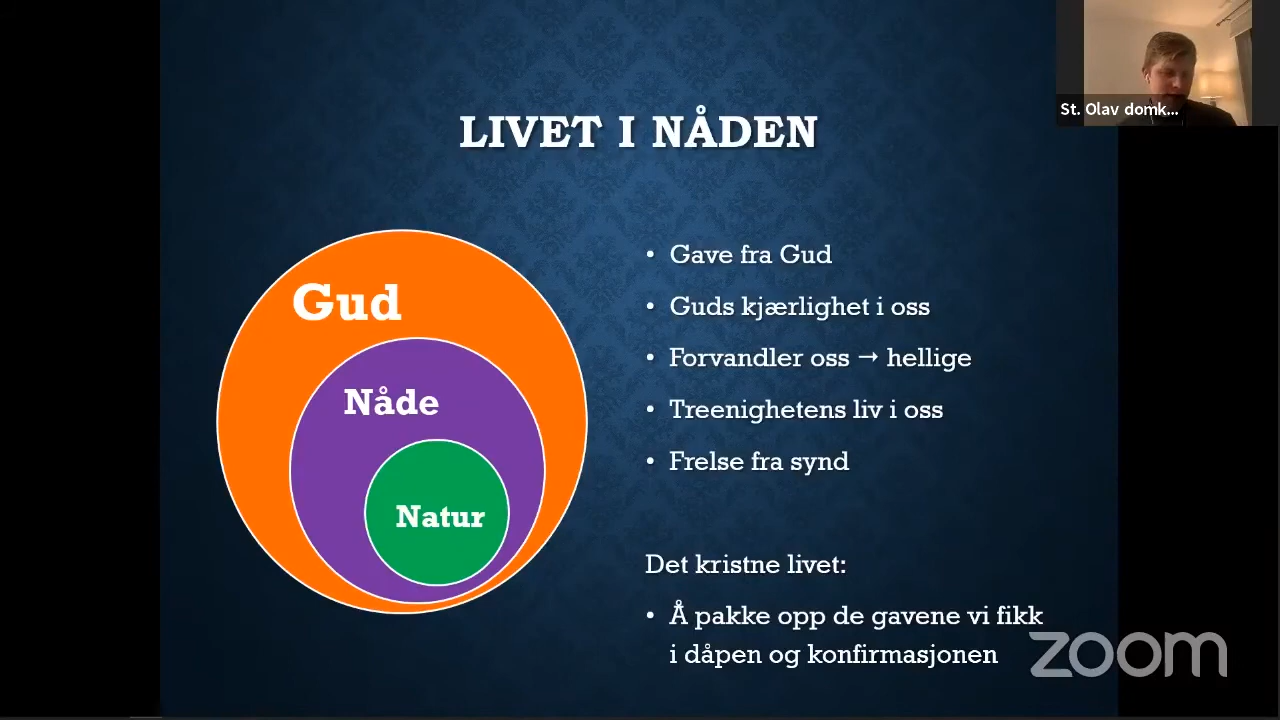 St. Olav domk...
LIVET I NÅDEN
Gud
Nåde
Natur
• Gave fra Gud
• Guds kjærlighet i oss
• Forvandler oss → hellige
• Treenighetens liv i oss
• Frelse fra synd
Det kristne livet:
• Å pakke opp de gavene vi fikk
i dåpen og konfirmasjonen
zoom